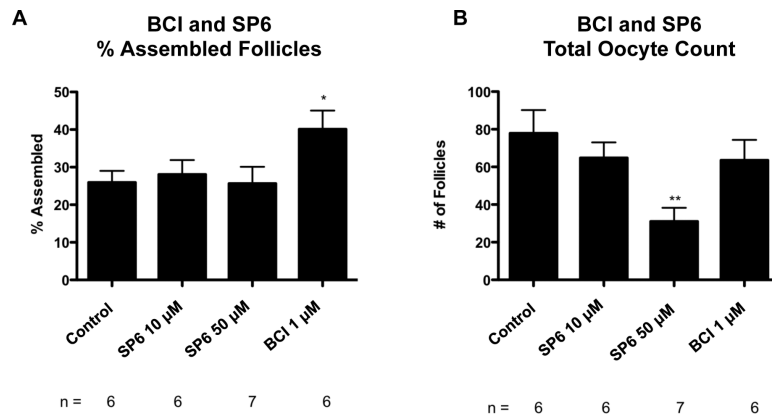 A
BCI and SP6
% Assembled Follicles
50
40
30
20
10
0
% Assembled
*
Control
SP6 10 µM
SP6 50 µM
BCI 1 µM
n = 6 6 7 6
B
BCI and SP6
Total Oocyte Count
100
80
60
40
20
0
# of Follicles
**
Control
SP6 10 µM
SP6 50 µM
BCI 1 µM
n = 6 6 7 6